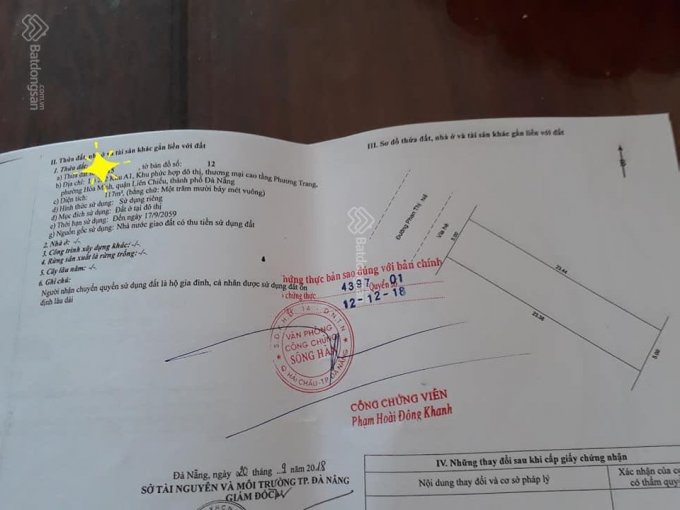 Batdongsan
.com.vn
II. Thửa đất, nhà ở và tài sản khác gắn liền với đất
1. Thửa đất:
a) Thửa đất , tờ bản đồ số: 12
b) Địa chỉ: Khu A1, Khu phức hợp đô thị, thương mại cao tầng Phương Trang,
phường Hòa Minh, quận Liên Chiểu, thành phố Đà Nẵng
c) Diện tích: 117m², (bằng chữ: Một trăm mười bảy mét vuông)
d) Hình thức sử dụng: Sử dụng riêng
đ) Mục đích sử dụng: Đất ở tại đô thị
e) Thời hạn sử dụng: Đến ngày 17/9/2059
g) Nguồn gốc sử dụng: Nhà nước giao đất có thu tiền sử dụng đất
2. Nhà ở: -/-.
3. Công trình xây dựng khác: -/-.
4. Rừng sản xuất là rừng trồng: -/-.
5. Cây lâu năm: -/-.
6. Ghi chú:
Người nhận chuyển quyền sử dụng đất là hộ gia đình, cá nhân được sử dụng đất ổn
định lâu dài
III. Sơ đồ thửa đất, nhà ở và tài sản khác gắn liền với đất
Đường Phan Thị Nể
Vỉa hè
5.00
23.44
23.36
5.00
hứng thực bản sao đúng với bản chính
4397 Quyển 01
chứng thực
12-12-18
VĂN PHÒNG
CÔNG CHỨNG
SÔNG HÀN
Q. HẢI CHÂU-TP. ĐÀ NẴNG
CÔNG CHỨNG VIÊN
Phạm Hoài Đông Khanh
Đà Nẵng, ngày 20 tháng 9 năm 2018
SỞ TÀI NGUYÊN VÀ MÔI TRƯỜNG TP. ĐÀ NẴNG
GIÁM ĐỐC
IV. Những thay đổi sau khi cấp giấy chứng nhận
Nội dung thay đổi và cơ sở pháp lý
Xác nhận của cơ
có thẩm quyề
Batdongsan
.com.vn
Batdongsan
.com.vn
Batdongsan